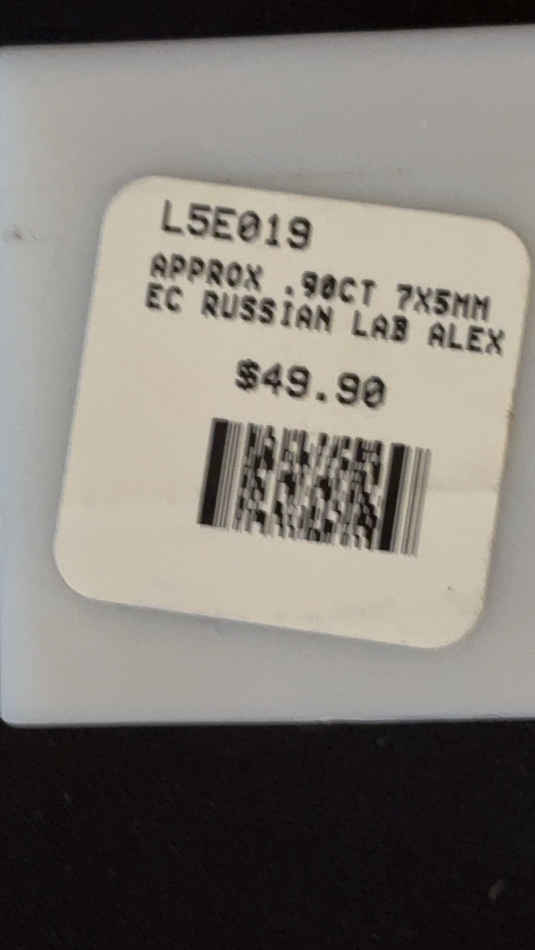 L5E019
APPROX .90CT 7X5MM
EC RUSSIAN LAB ALEX
$49.90